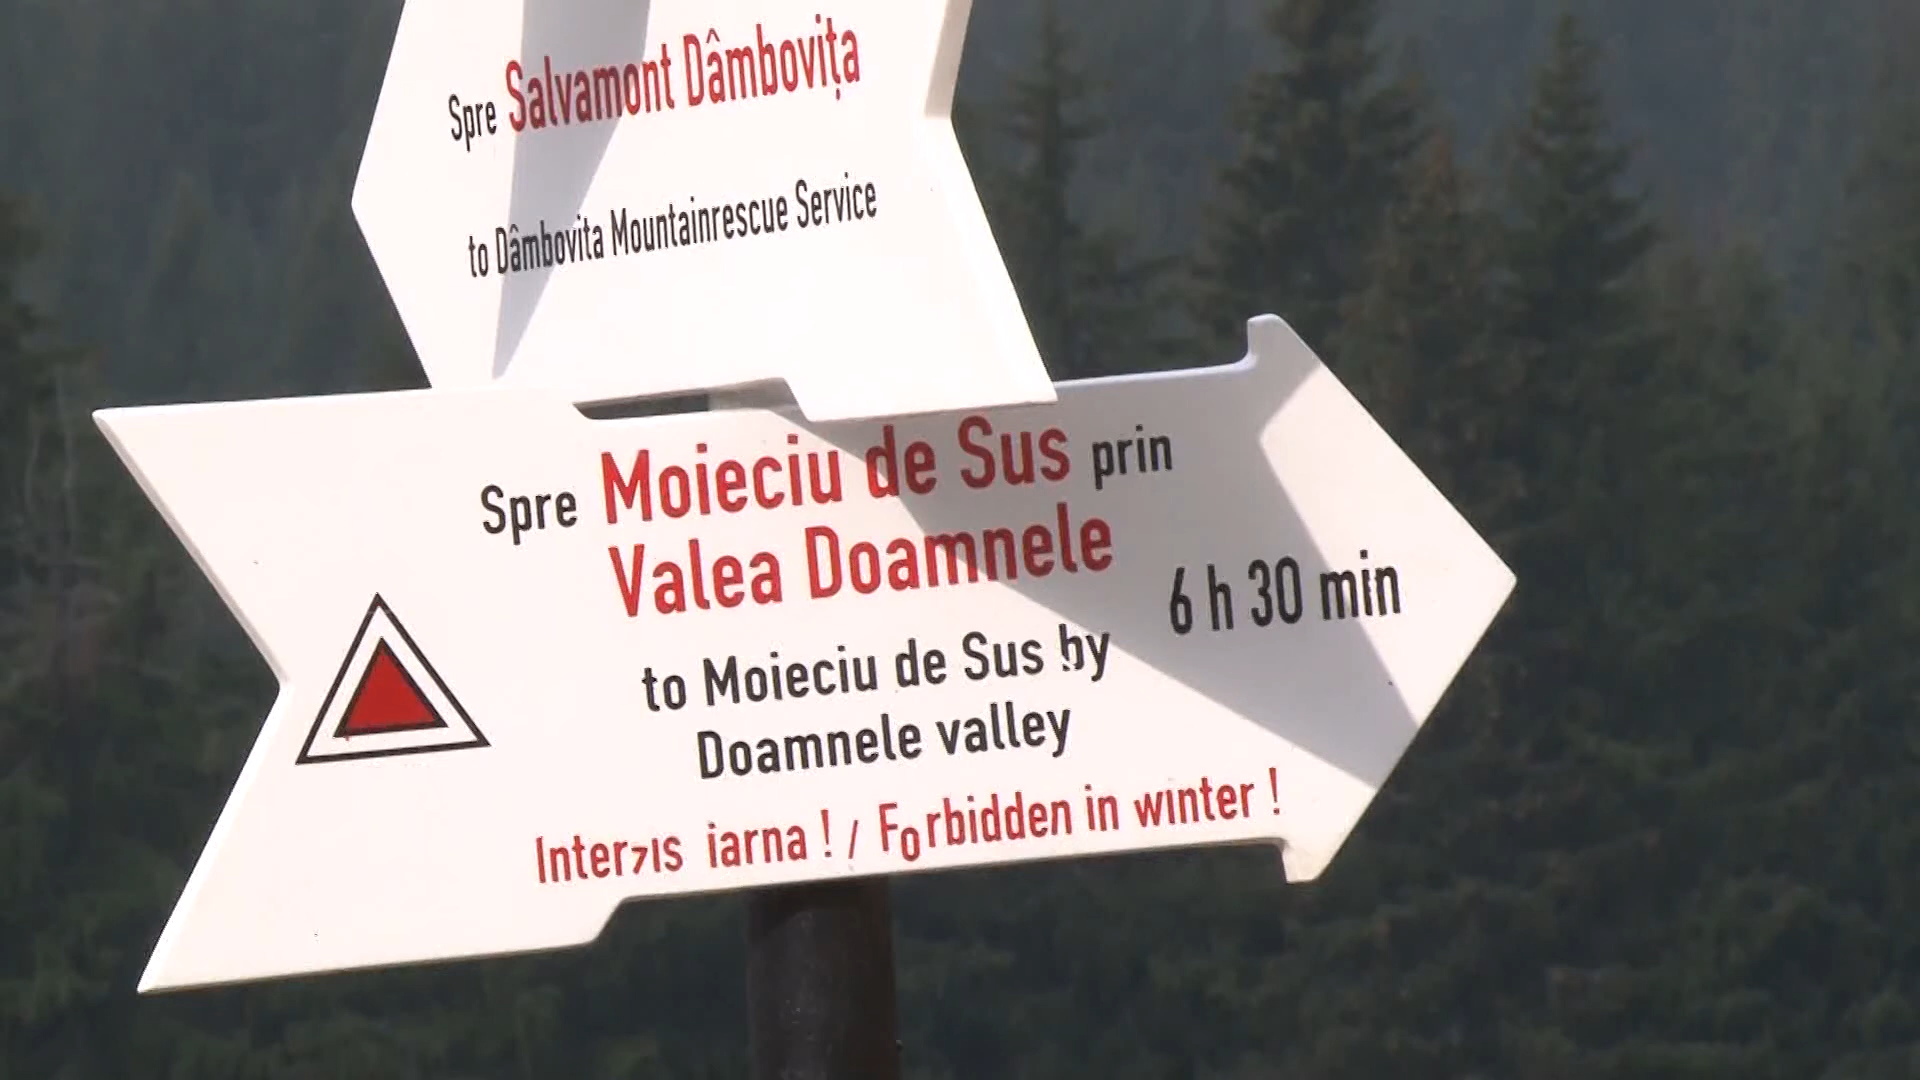 Spre Salvamont Dâmbovița
to Dâmbovita Mountainrescue Service
Spre Moieciu de Sus prin
Valea Doamnele
6 h 30 min
to Moieciu de Sus by
Doamnele valley
Interzis iarna ! / Forbidden in winter !